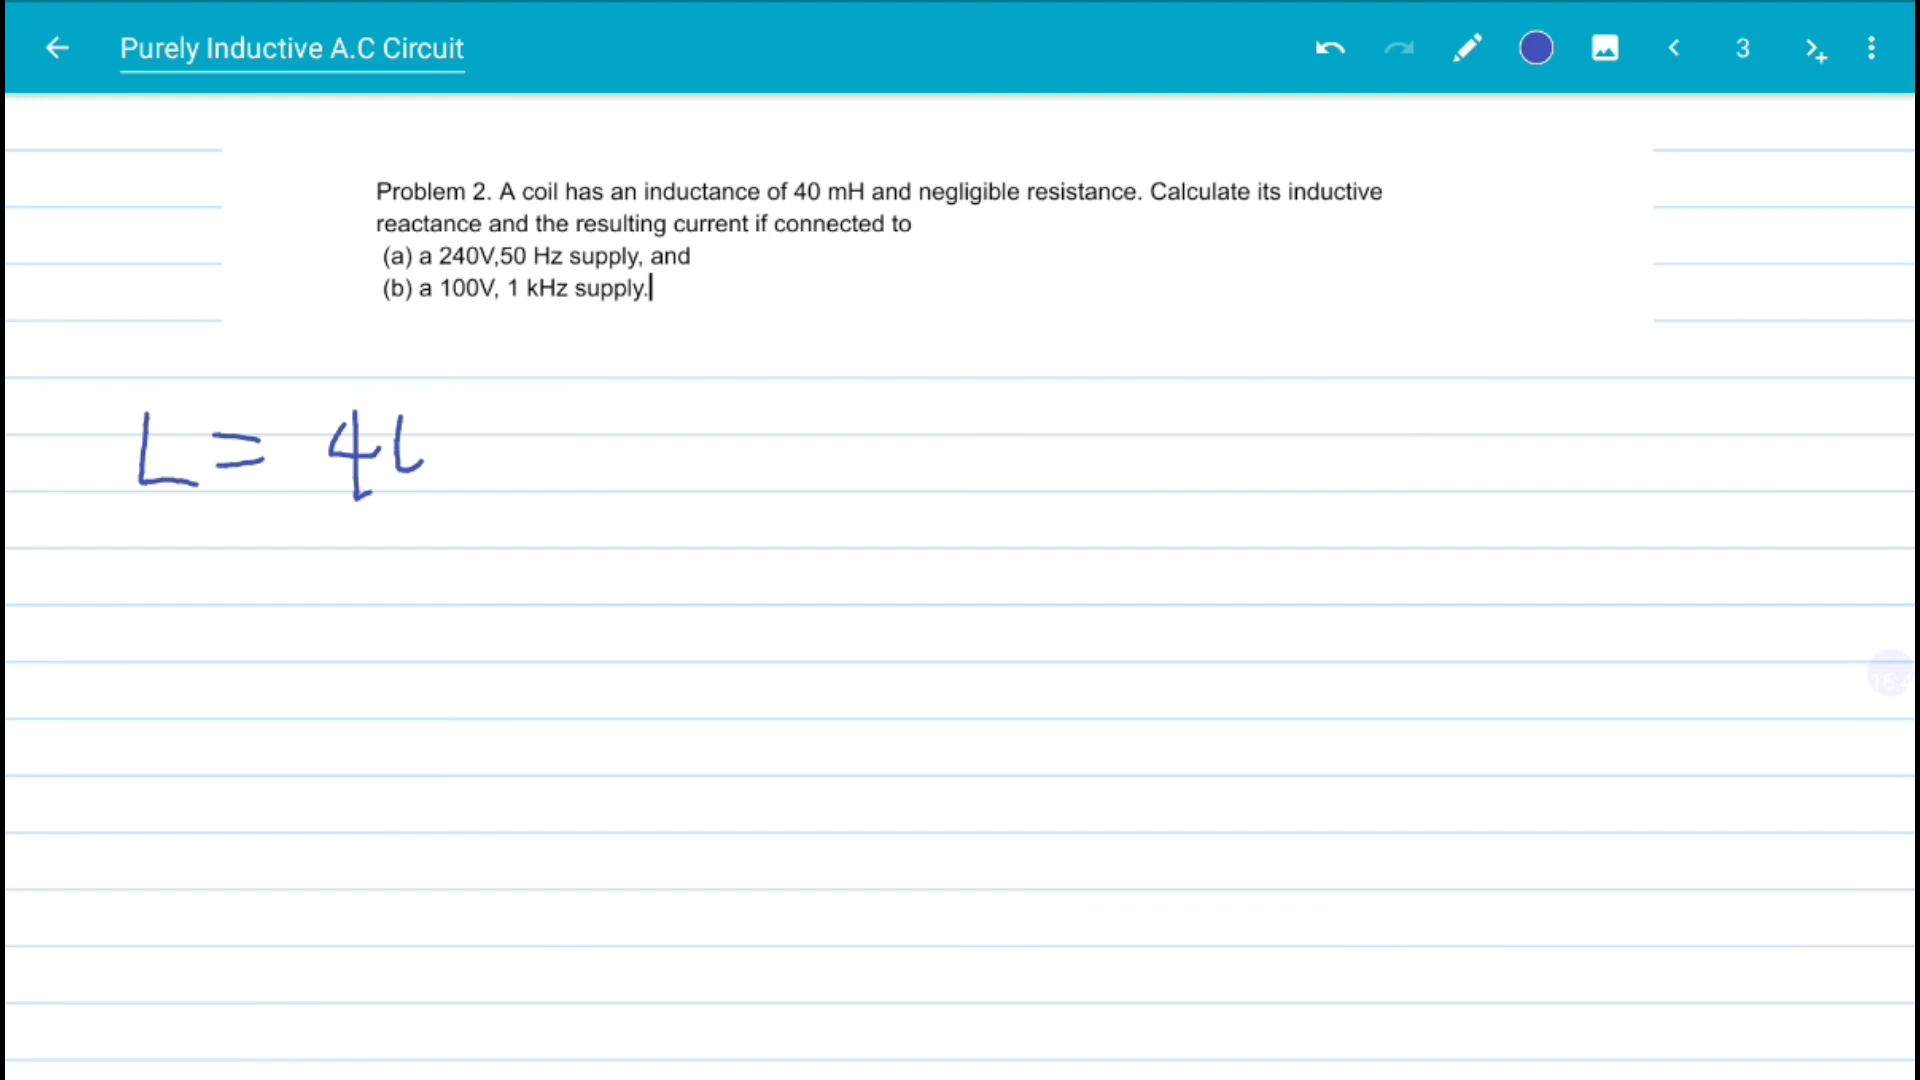 Purely Inductive A.C Circuit
3
Problem 2. A coil has an inductance of 40 mH and negligible resistance. Calculate its inductive
reactance and the resulting current if connected to
(a) a 240V,50 Hz supply, and
(b) a 100V, 1 kHz supply.
L = 4